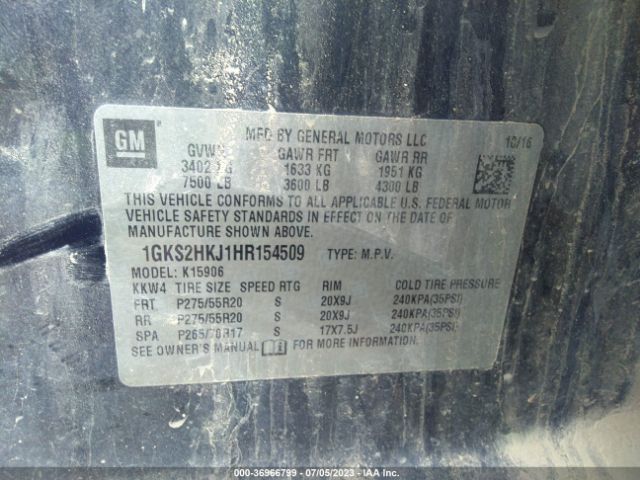 GM
MFD BY GENERAL MOTORS LLC 10/16
GVWR GAWR FRT GAWR RR
3402 KG 1633 KG 1951 KG
7500 LB 3600 LB 4300 LB
THIS VEHICLE CONFORMS TO ALL APPLICABLE U.S. FEDERAL MOTOR
VEHICLE SAFETY STANDARDS IN EFFECT ON THE DATE OF
MANUFACTURE SHOWN ABOVE.
1GKS2HKJ1HR154509 TYPE: M.P.V.
MODEL: K15906
KKW4 TIRE SIZE SPEED RTG RIM COLD TIRE PRESSURE
FRT P275/55R20 S 20X9J 240KPA(35PSI)
RR P275/55R20 S 20X9J 240KPA(35PSI)
SPA P265/70R17 S 17X7.5J 240KPA(35PSI)
SEE OWNER'S MANUAL FOR MORE INFORMATION.
000-36966799 - 07/05/2023 - IAA Inc.